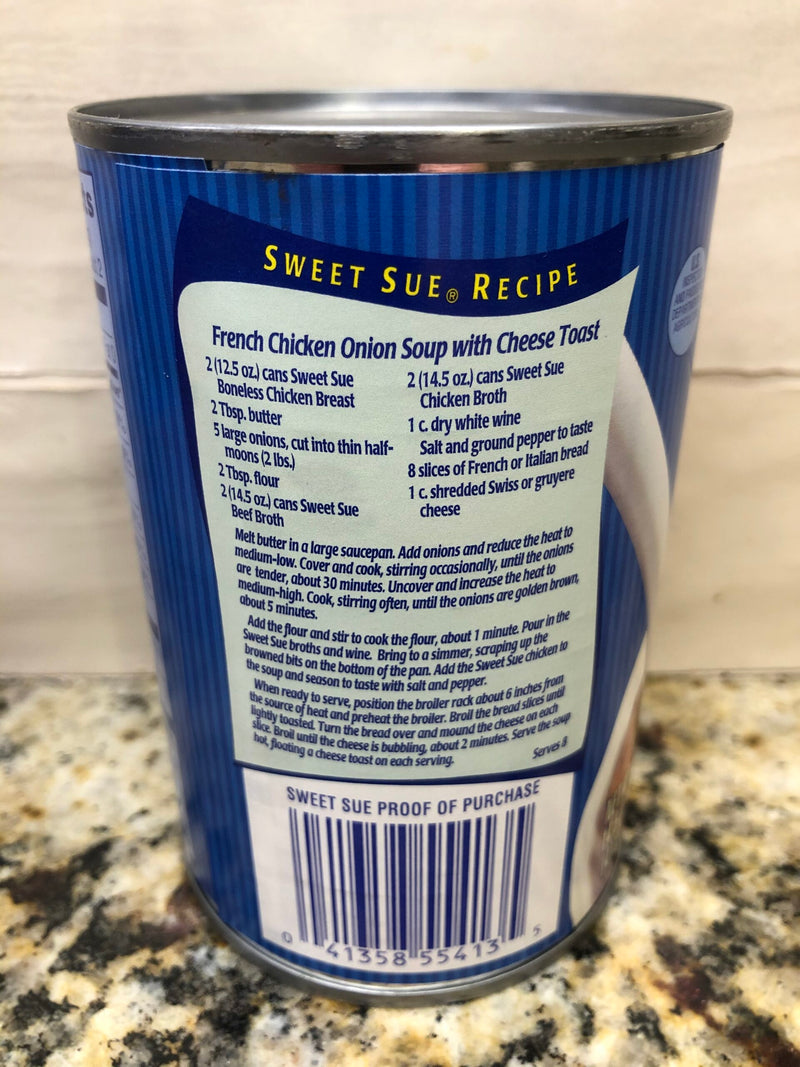 SWEET SUE® RECIPE
French Chicken Onion Soup with Cheese Toast
2 (12.5 oz.) cans Sweet Sue
Boneless Chicken Breast
2 Tbsp. butter
5 large onions, cut into thin half-
moons (2 lbs.)
2 Tbsp. flour
2 (14.5 oz.) cans Sweet Sue
Beef Broth
2 (14.5 oz.) cans Sweet Sue
Chicken Broth
1 c. dry white wine
Salt and ground pepper to taste
8 slices of French or Italian bread
1 c. shredded Swiss or gruyere
cheese
Melt butter in a large saucepan. Add onions and reduce the heat to
medium-low. Cover and cook, stirring occasionally, until the onions
are tender, about 30 minutes. Uncover and increase the heat to
medium-high. Cook, stirring often, until the onions are golden brown,
about 5 minutes.
Add the flour and stir to cook the flour, about 1 minute. Pour in the
Sweet Sue broths and wine. Bring to a simmer, scraping up the
browned bits on the bottom of the pan. Add the Sweet Sue chicken to
the soup and season to taste with salt and pepper.
When ready to serve, position the broiler rack about 6 inches from
the source of heat and preheat the broiler. Broil the bread slices until
lightly toasted. Turn the bread over and mound the cheese on each
slice. Broil until the cheese is bubbling, about 2 minutes. Serve the soup
hot, floating a cheese toast on each serving.
Serves 8
SWEET SUE PROOF OF PURCHASE
0 41358 55413 5